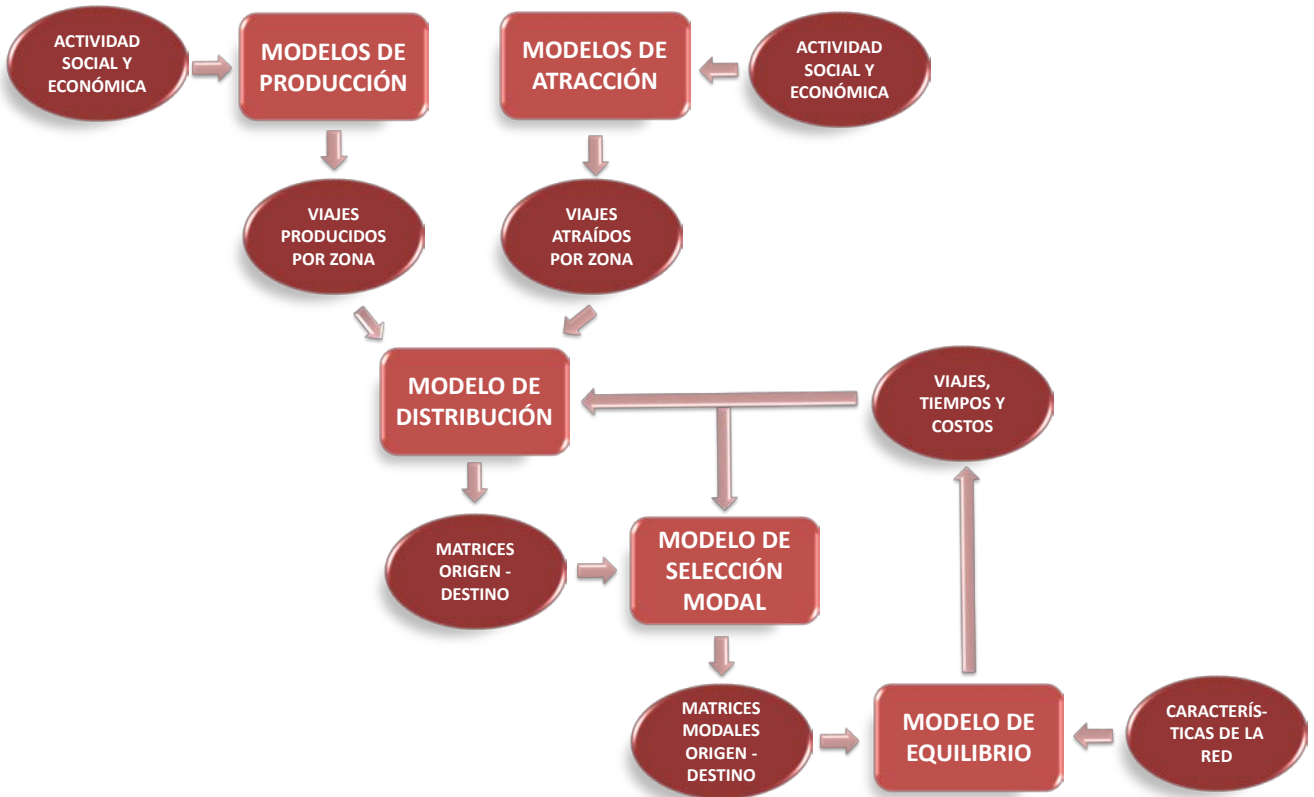 ACTIVIDAD
SOCIAL Y
ECONÓMICA
MODELOS DE
PRODUCCIÓN
MODELOS DE
ATRACCIÓN
ACTIVIDAD
SOCIAL Y
ECONÓMICA
VIAJES
PRODUCIDOS
POR ZONA
VIAJES
ATRAÍDOS
POR ZONA
MODELO DE
DISTRIBUCIÓN
VIAJES,
TIEMPOS Y
COSTOS
MATRICES
ORIGEN -
DESTINO
MODELO DE
SELECCIÓN
MODAL
MATRICES
MODALES
ORIGEN -
DESTINO
MODELO DE
EQUILIBRIO
CARACTERÍS-
TICAS DE LA
RED